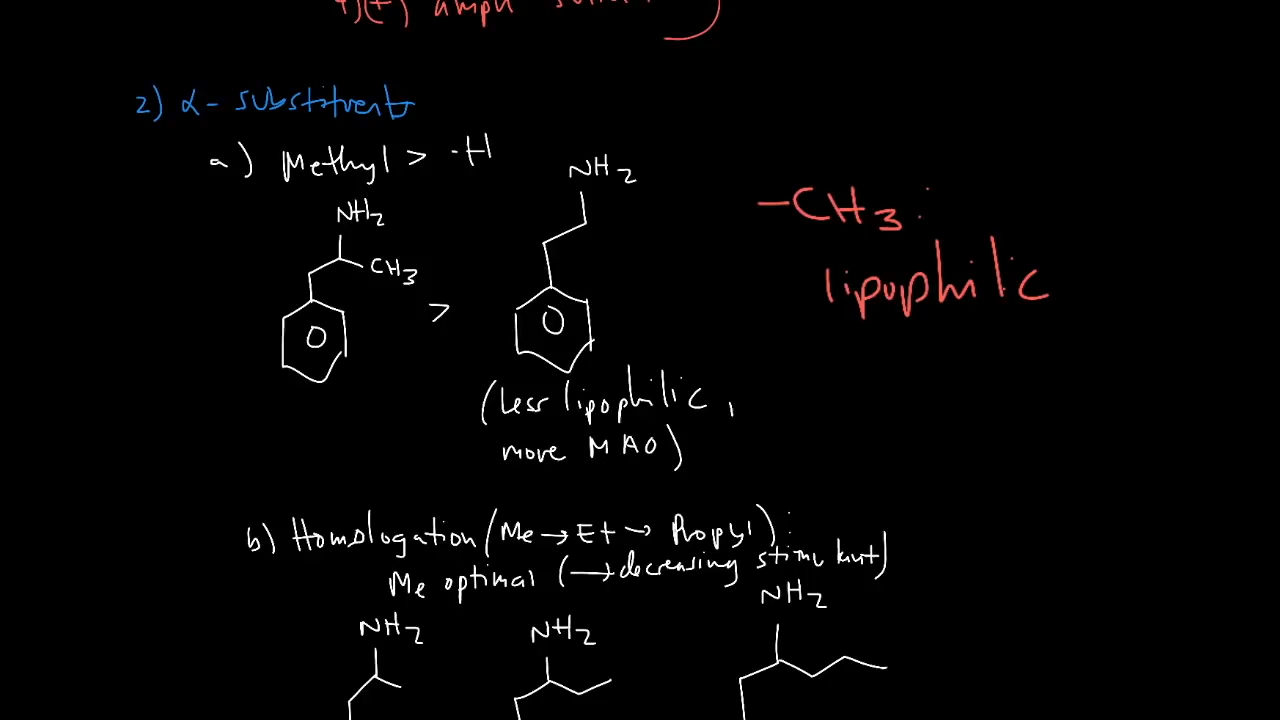 2) α- substituents
a) Methyl > -H
NH2
NH2
CH3
>
-CH3:
lipophilic
(less lipophilic,
more MAO)
b) Homologation (Me → Et → Propyl):
Me optimal (→ decreasing stimulant)
NH2
NH2
NH2